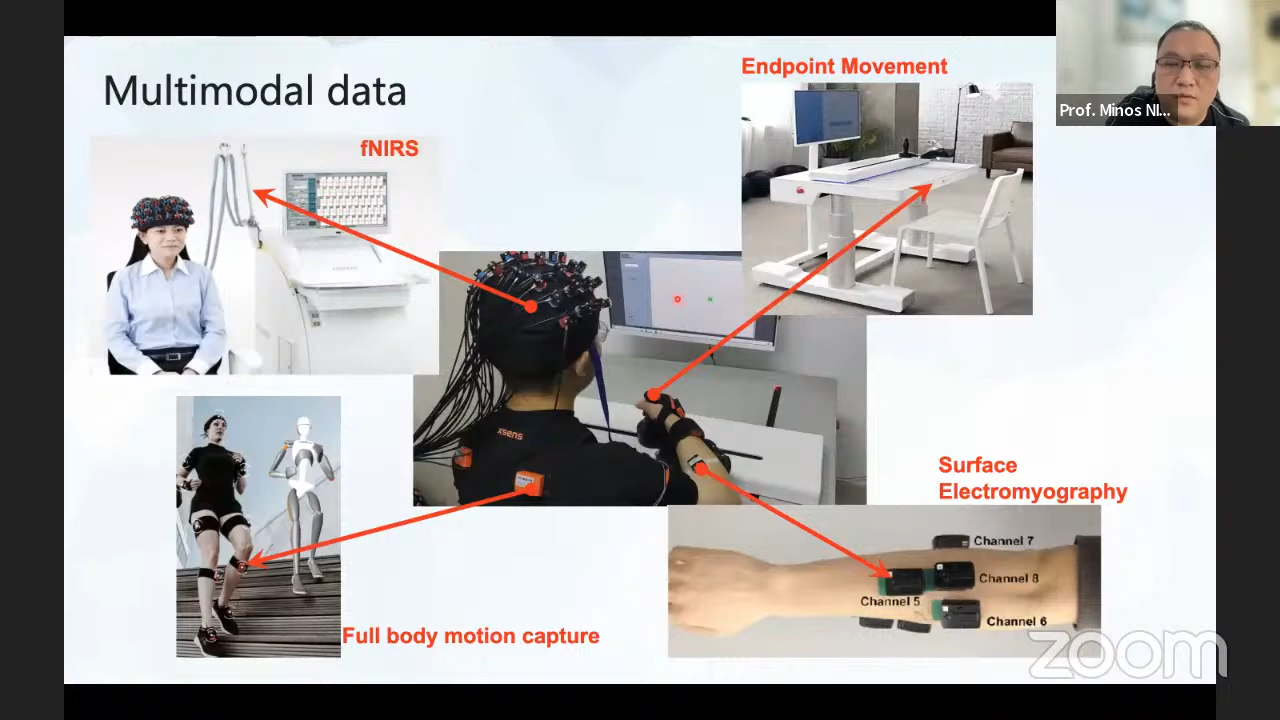 Multimodal data
fNIRS
Endpoint Movement
Prof. Minos NI...
xsens
Surface
Electromyography
Channel 7
Channel 8
Channel 5
Channel 6
Full body motion capture
zoom